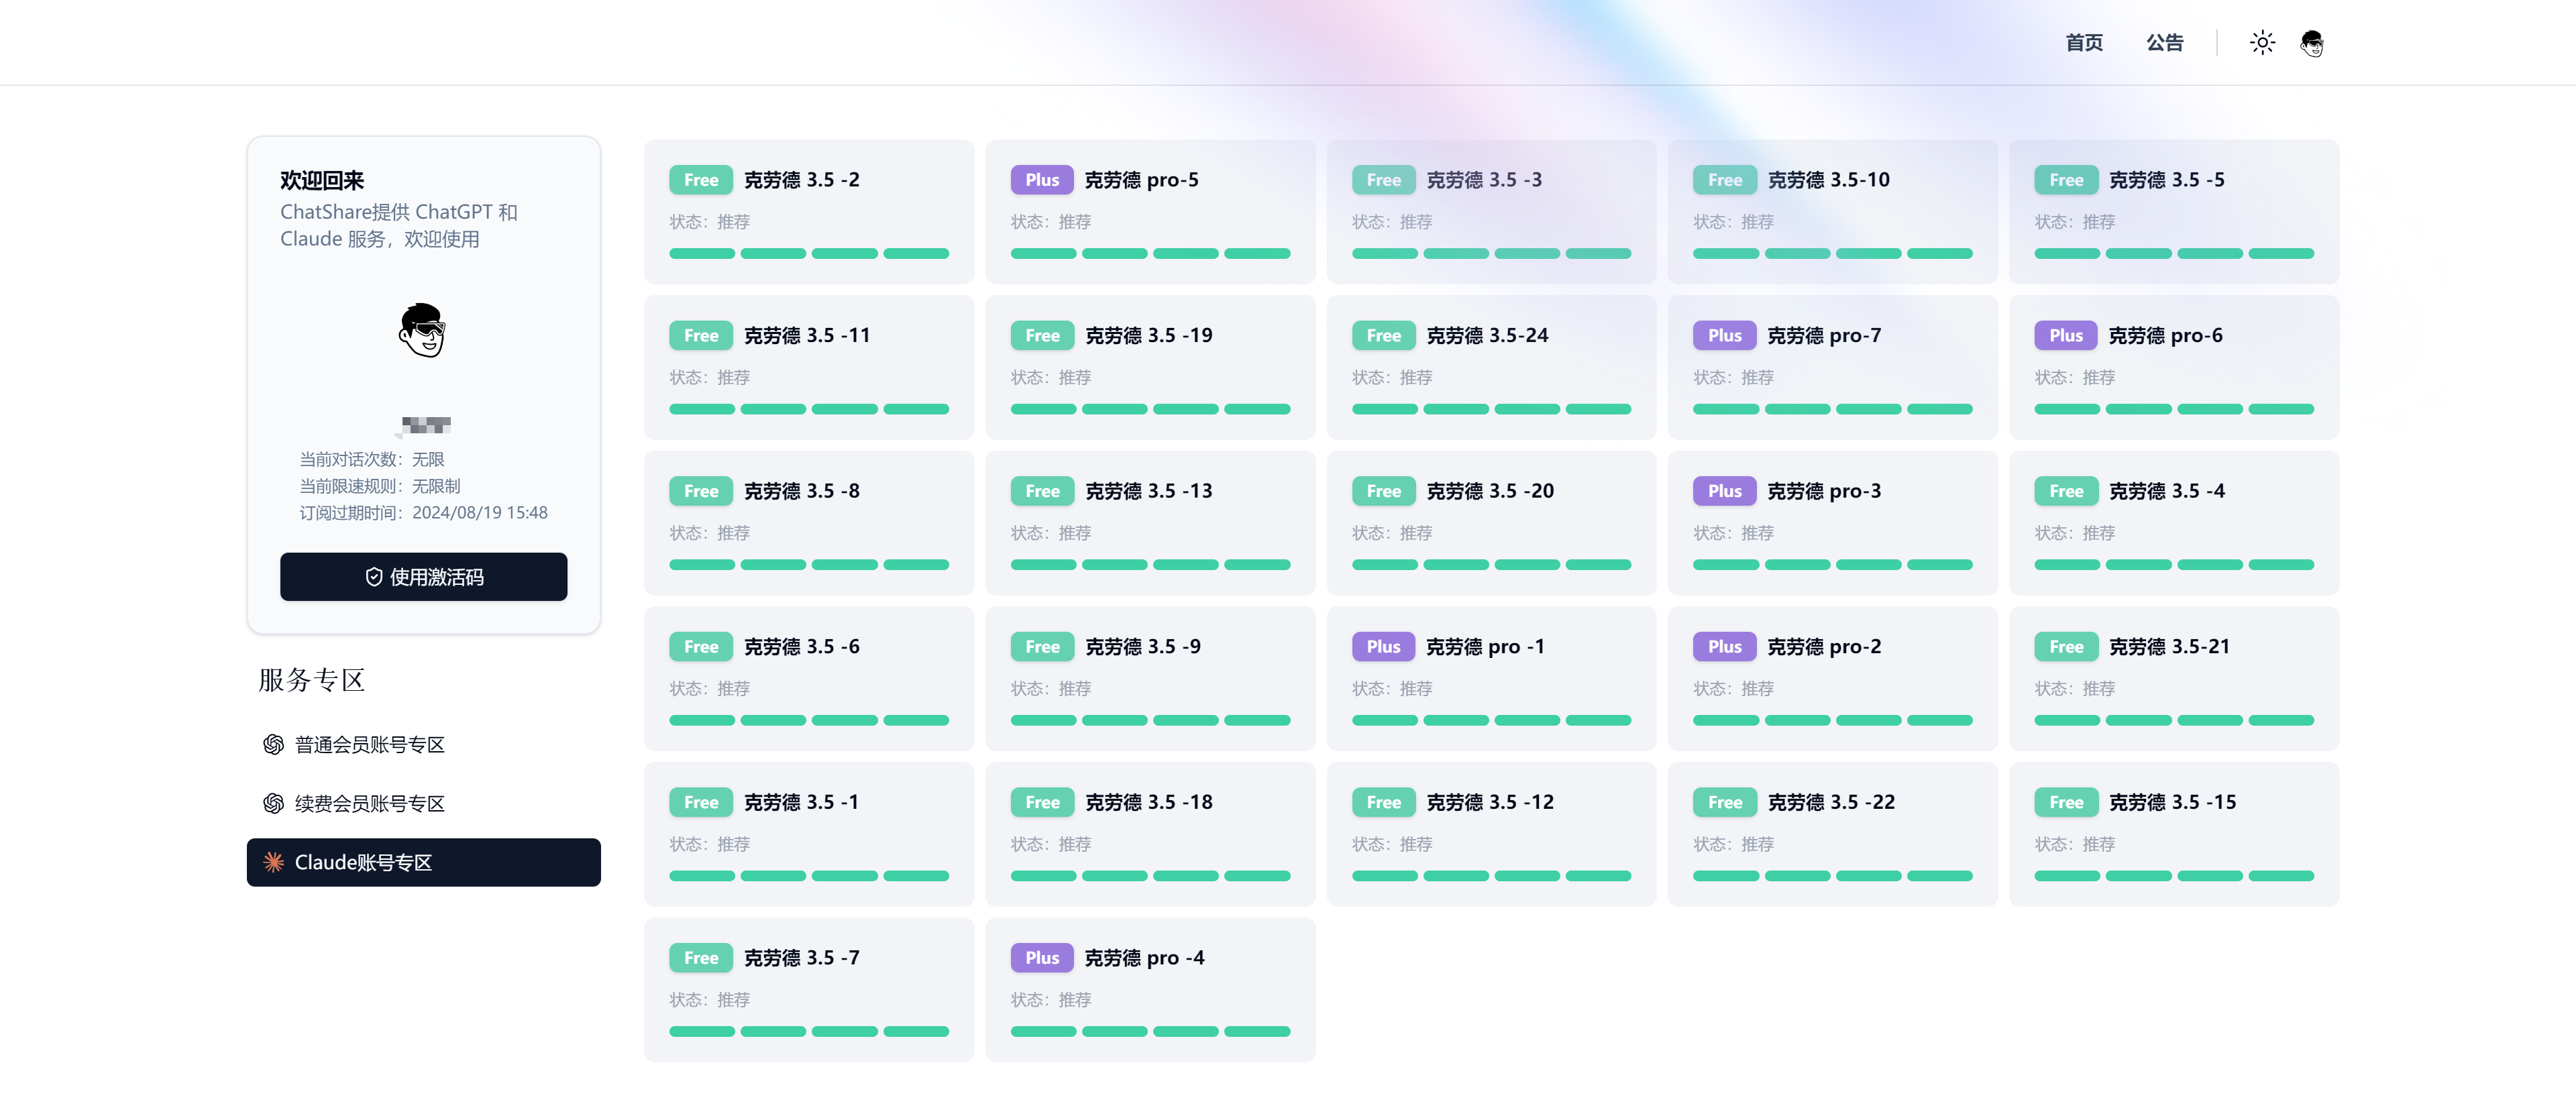 首页
公告
欢迎回来
ChatShare提供 ChatGPT 和
Claude 服务，欢迎使用
当前对话次数：无限
当前限速规则：无限制
订阅过期时间：2024/08/19 15:48
使用激活码
服务专区
普通会员账号专区
续费会员账号专区
Claude账号专区
Free 克劳德 3.5 -2
状态：推荐
Plus 克劳德 pro-5
状态：推荐
Free 克劳德 3.5 -3
状态：推荐
Free 克劳德 3.5-10
状态：推荐
Free 克劳德 3.5 -5
状态：推荐
Free 克劳德 3.5 -11
状态：推荐
Free 克劳德 3.5 -19
状态：推荐
Free 克劳德 3.5-24
状态：推荐
Plus 克劳德 pro-7
状态：推荐
Plus 克劳德 pro-6
状态：推荐
Free 克劳德 3.5 -8
状态：推荐
Free 克劳德 3.5 -13
状态：推荐
Free 克劳德 3.5 -20
状态：推荐
Plus 克劳德 pro-3
状态：推荐
Free 克劳德 3.5 -4
状态：推荐
Free 克劳德 3.5 -6
状态：推荐
Free 克劳德 3.5 -9
状态：推荐
Plus 克劳德 pro -1
状态：推荐
Plus 克劳德 pro-2
状态：推荐
Free 克劳德 3.5-21
状态：推荐
Free 克劳德 3.5 -1
状态：推荐
Free 克劳德 3.5 -18
状态：推荐
Free 克劳德 3.5 -12
状态：推荐
Free 克劳德 3.5 -22
状态：推荐
Free 克劳德 3.5 -15
状态：推荐
Free 克劳德 3.5 -7
状态：推荐
Plus 克劳德 pro -4
状态：推荐